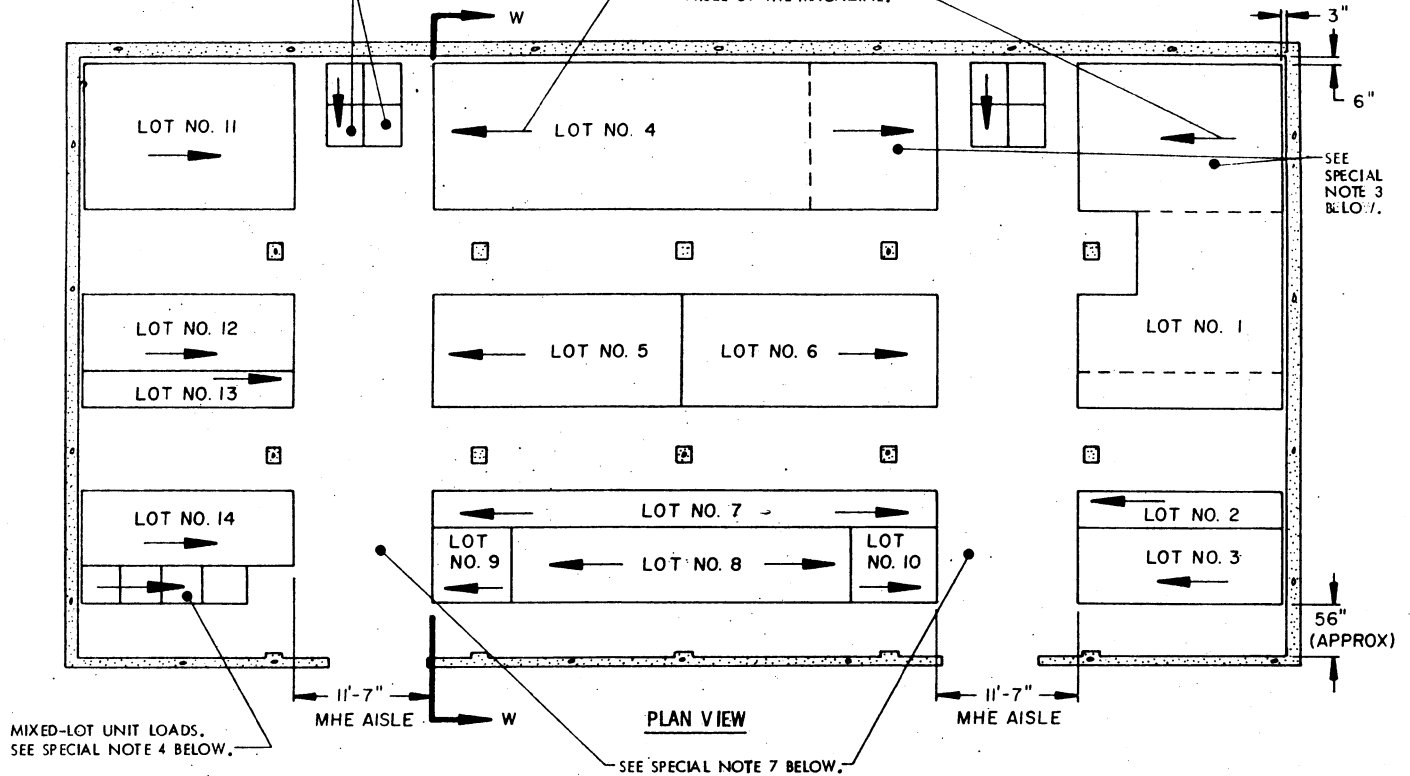 W
3"
6"
LOT NO. 11
LOT NO. 4
SEE
SPECIAL
NOTE 3
BELOW.
LOT NO. 12
LOT NO. 13
LOT NO. 5
LOT NO. 6
LOT NO. 1
LOT NO. 14
LOT NO. 7
LOT
NO. 9
LOT NO. 8
LOT
NO. 10
LOT NO. 2
LOT NO. 3
56"
(APPROX)
11'-7"
MHE AISLE
W
PLAN VIEW
11'-7"
MHE AISLE
MIXED-LOT UNIT LOADS.
SEE SPECIAL NOTE 4 BELOW.
SEE SPECIAL NOTE 7 BELOW.